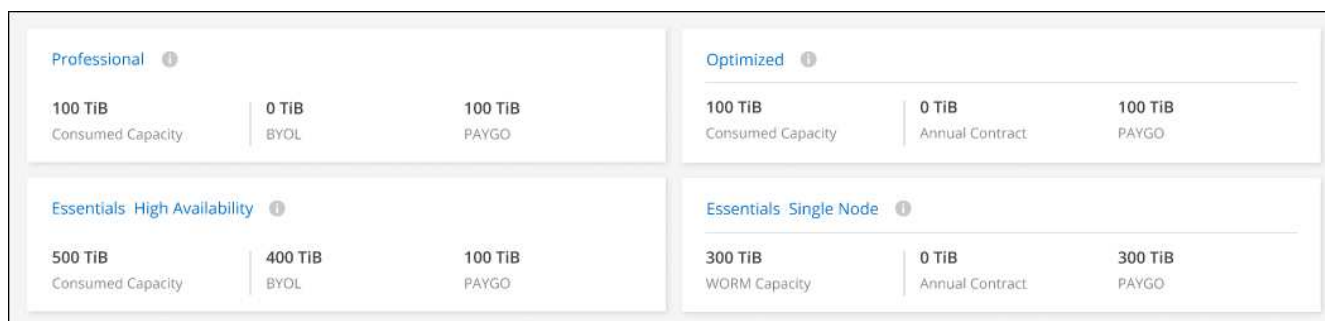 Professional
100 TiB 0 TiB 100 TiB
Consumed Capacity BYOL PAYGO
Optimized
100 TiB 0 TiB 100 TiB
Consumed Capacity Annual Contract PAYGO
Essentials High Availability
500 TiB 400 TiB 100 TiB
Consumed Capacity BYOL PAYGO
Essentials Single Node
300 TiB 0 TiB 300 TiB
WORM Capacity Annual Contract PAYGO